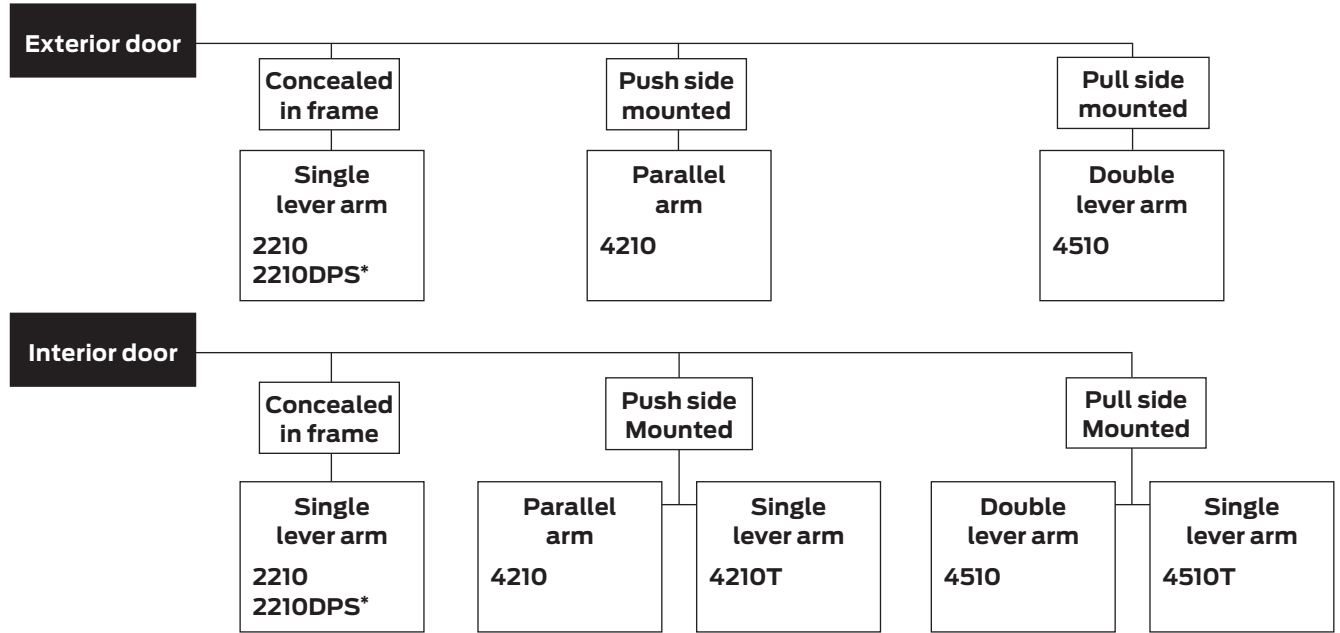 Exterior door
Concealed
in frame
Single
lever arm
2210
2210DPS*
Push side
mounted
Parallel
arm
4210
Pull side
mounted
Double
lever arm
4510
Interior door
Concealed
in frame
Single
lever arm
2210
2210DPS*
Push side
Mounted
Parallel
arm
4210
Single
lever arm
4210T
Pull side
Mounted
Double
lever arm
4510
Single
lever arm
4510T